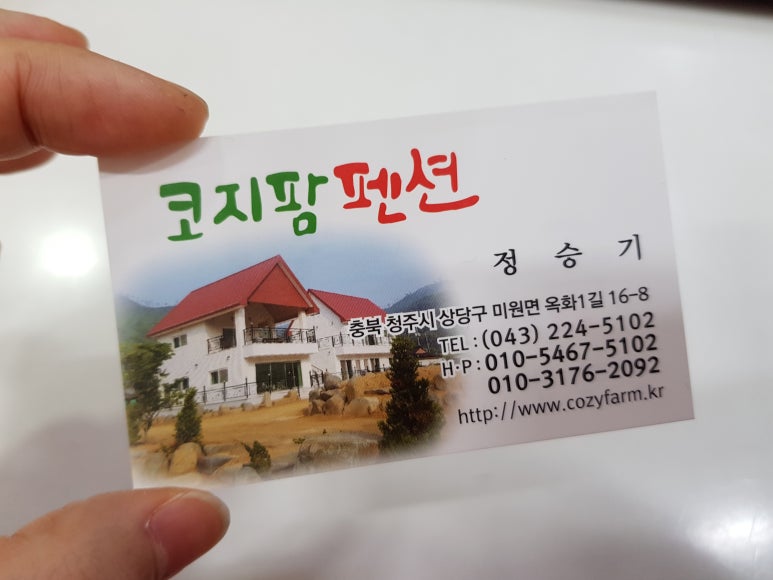 코지팜 펜션
정승기
충북 청주시 상당구 미원면 옥화1길 16-8
TEL : (043) 224-5102
H·P : 010-5467-5102
010-3176-2092
http://www.cozyfarm.kr